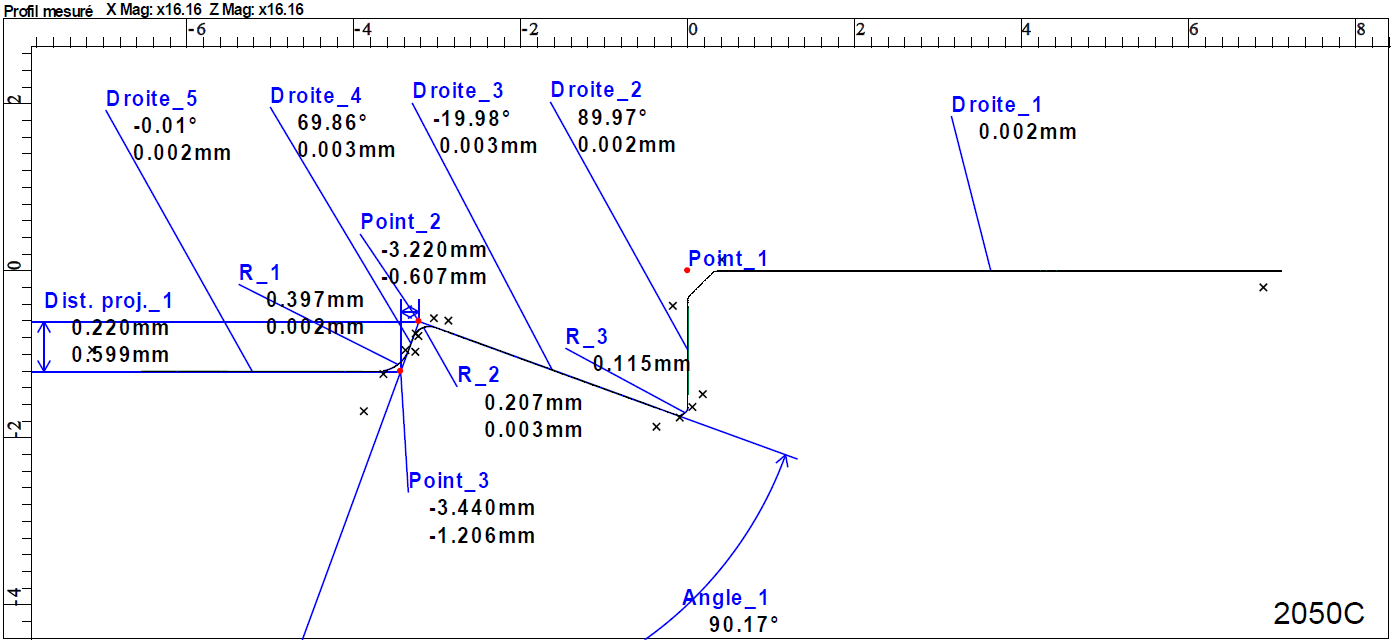 Profil mesuré X Mag: x16.16 Z Mag: x16.16
-6 -4 -2 0 2 4 6 8
2
0
-2
-4
Droite_5
-0.01°
0.002mm
Droite_4
69.86°
0.003mm
Droite_3
-19.98°
0.003mm
Droite_2
89.97°
0.002mm
Droite_1
0.002mm
Point_2
-3.220mm
-0.607mm
Point_1
R_1
0.397mm
0.002mm
Dist. proj._1
0.220mm
0.599mm
R_3
0.115mm
R_2
0.207mm
0.003mm
Point_3
-3.440mm
-1.206mm
Angle_1
90.17°
2050C